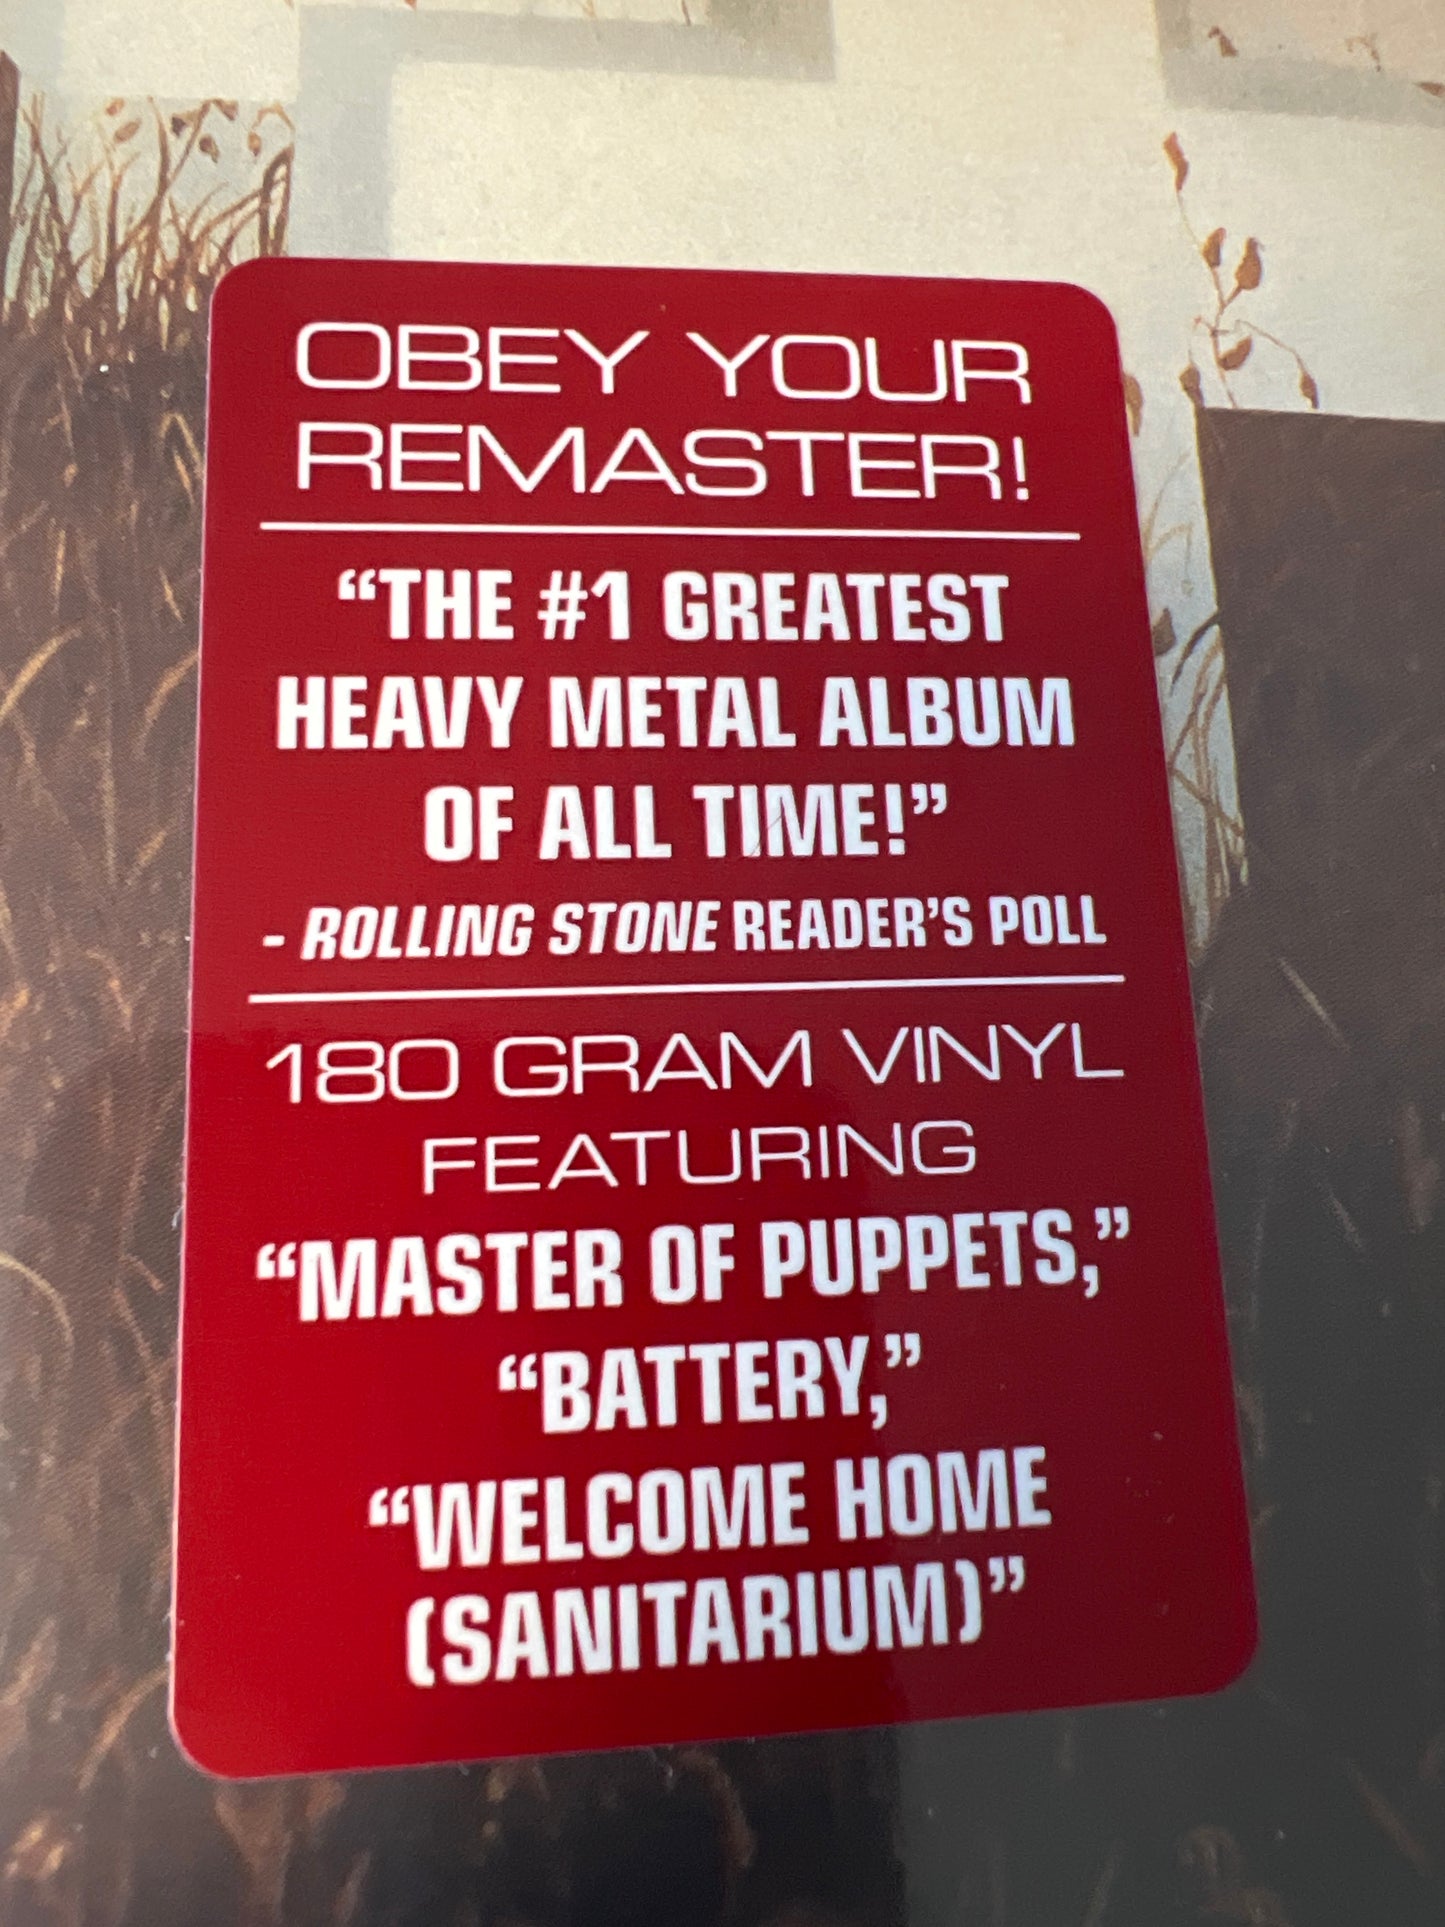 OBEY YOUR
REMASTER!
“THE #1 GREATEST
HEAVY METAL ALBUM
OF ALL TIME!”
- ROLLING STONE READER’S POLL
180 GRAM VINYL
FEATURING
“MASTER OF PUPPETS,”
“BATTERY,”
“WELCOME HOME
(SANITARIUM)”